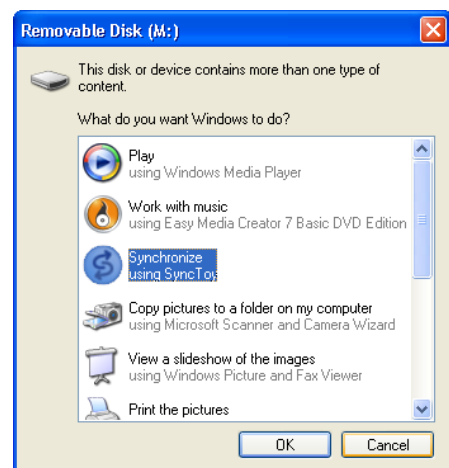 Removable Disk (M:)
This disk or device contains more than one type of
content.
What do you want Windows to do?
Play
using Windows Media Player
Work with music
using Easy Media Creator 7 Basic DVD Edition
Synchronize
using SyncToy
Copy pictures to a folder on my computer
using Microsoft Scanner and Camera Wizard
View a slideshow of the images
using Windows Picture and Fax Viewer
Print the pictures
OK Cancel